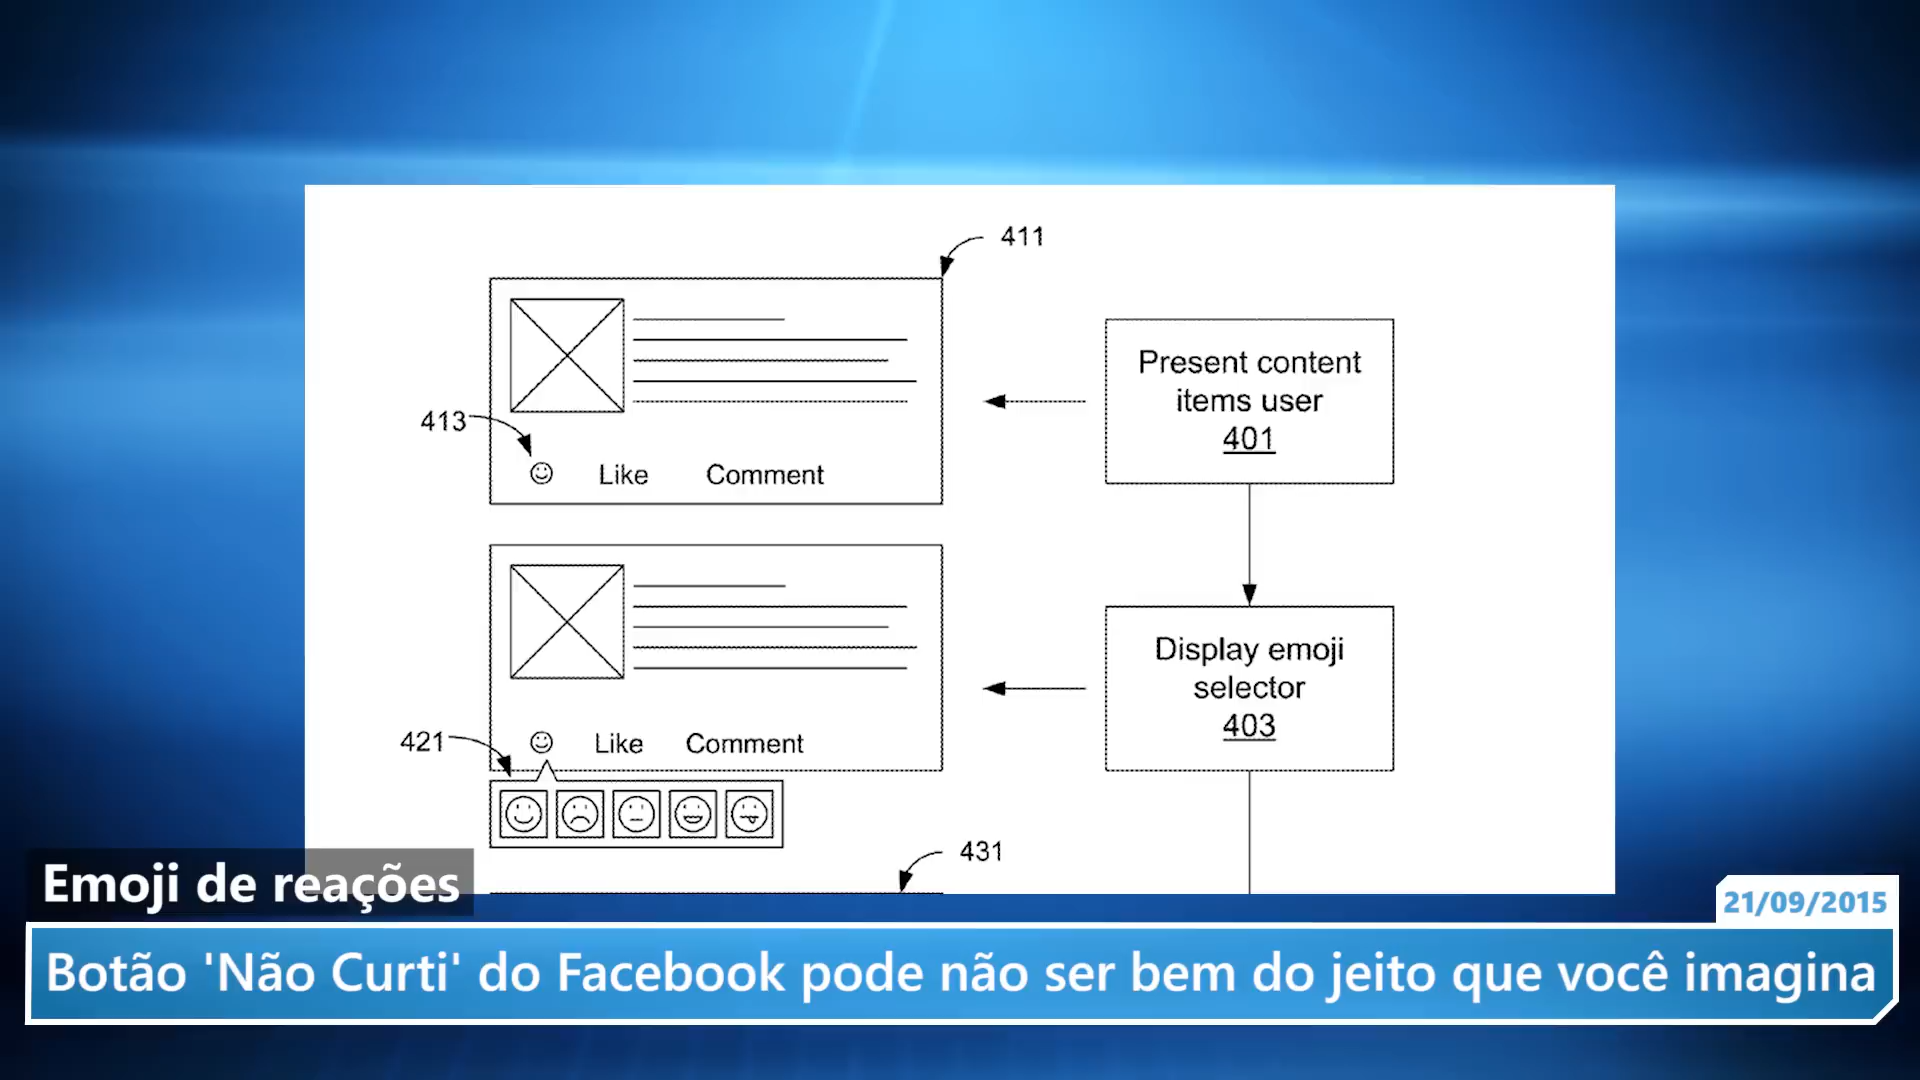 411
Present content
items user
401
413
Like Comment
Display emoji
selector
403
421
Like Comment
431
Emoji de reações
21/09/2015
Botão 'Não Curti' do Facebook pode não ser bem do jeito que você imagina